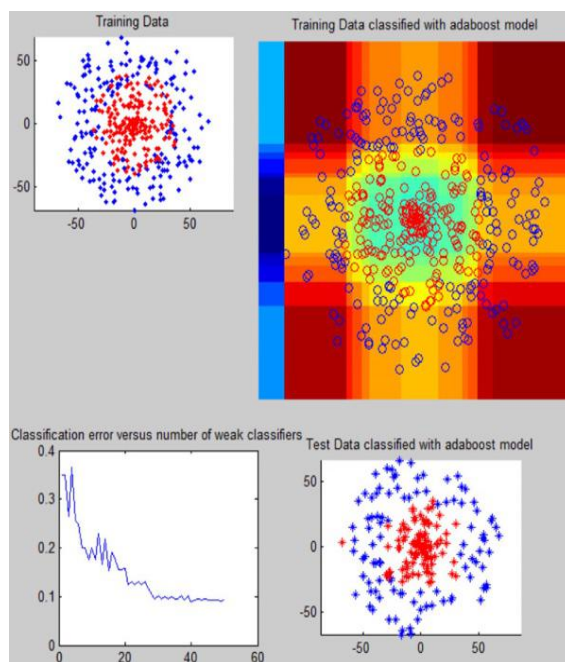 Training Data
Training Data classified with adaboost model
50
0
-50
-50 0 50
Classification error versus number of weak classifiers
0.4
0.3
0.2
0.1
0
0 20 40 60
Test Data classified with adaboost model
50
0
-50
-50 0 50